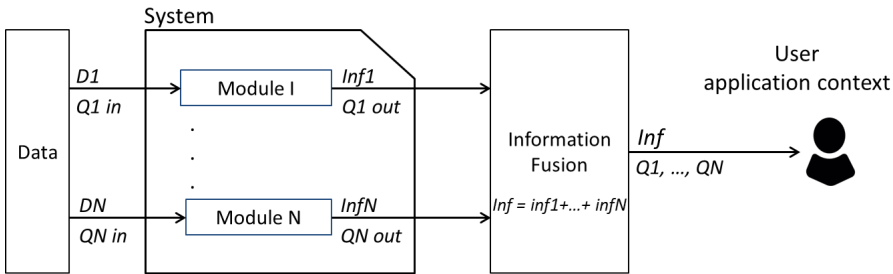 System
User
application context
Data
D1
Q1 in
Module I
Inf1
Q1 out
.
.
.
DN
QN in
Module N
InfN
QN out
Information
Fusion
Inf = inf1+...+ infN
Inf
Q1, ..., QN